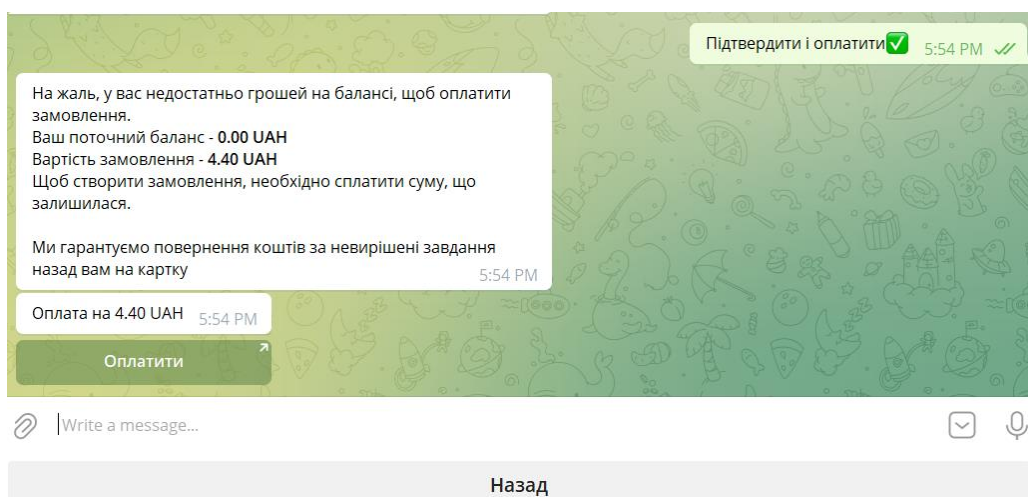 Підтвердити і оплатити✅ 5:54 PM
На жаль, у вас недостатньо грошей на балансі, щоб оплатити
замовлення.
Ваш поточний баланс - 0.00 UAH
Вартість замовлення - 4.40 UAH
Щоб створити замовлення, необхідно сплатити суму, що
залишилася.
Ми гарантуємо повернення коштів за невирішені завдання
назад вам на картку 5:54 PM
Оплата на 4.40 UAH 5:54 PM
Оплатити
Write a message...
Назад